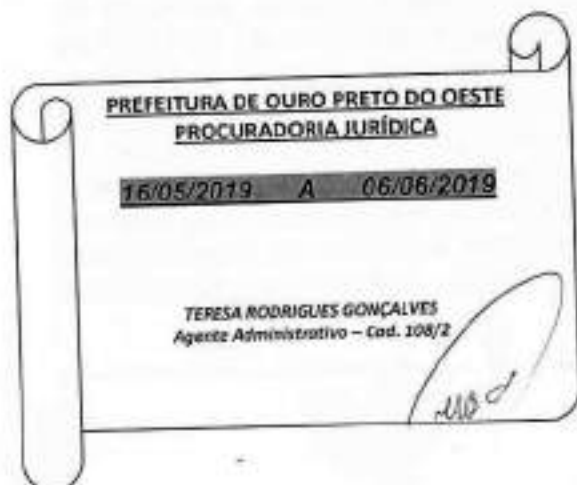 PREFEITURA DE OURO PRETO DO OESTE
PROCURADORIA JURÍDICA
16/05/2019 A 06/06/2019
TERESA RODRIGUES GONÇALVES
Agente Administrativo – Cad. 108/2